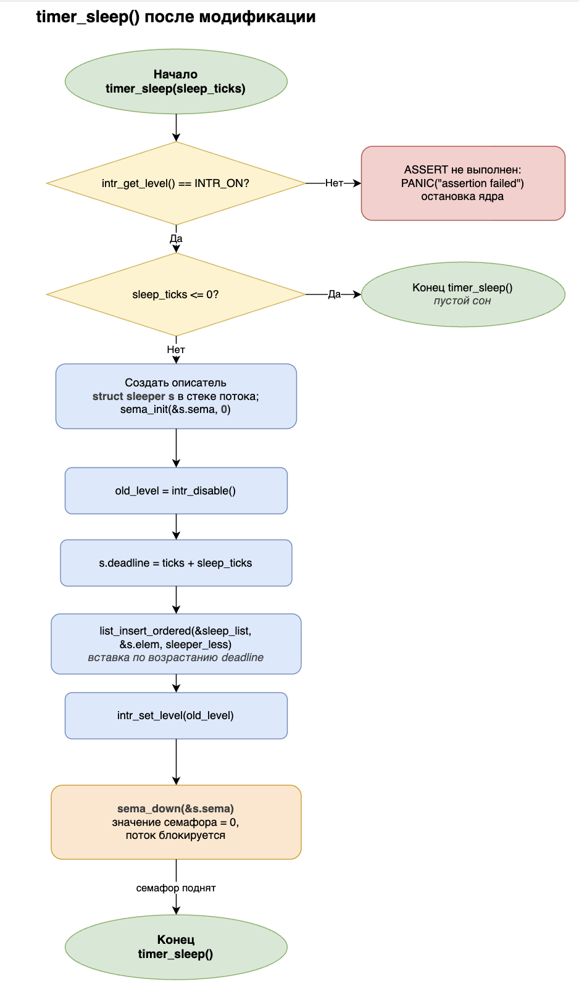 timer_sleep() после модификации
Начало
timer_sleep(sleep_ticks)
intr_get_level() == INTR_ON?
Нет
ASSERT не выполнен:
PANIC("assertion failed")
остановка ядра
Да
sleep_ticks <= 0?
Да
Конец timer_sleep()
пустой сон
Нет
Создать описатель
struct sleeper s в стеке потока;
sema_init(&s.sema, 0)
old_level = intr_disable()
s.deadline = ticks + sleep_ticks
list_insert_ordered(&sleep_list,
&s.elem, sleeper_less)
вставка по возрастанию deadline
intr_set_level(old_level)
sema_down(&s.sema)
значение семафора = 0,
поток блокируется
семафор поднят
Конец
timer_sleep()